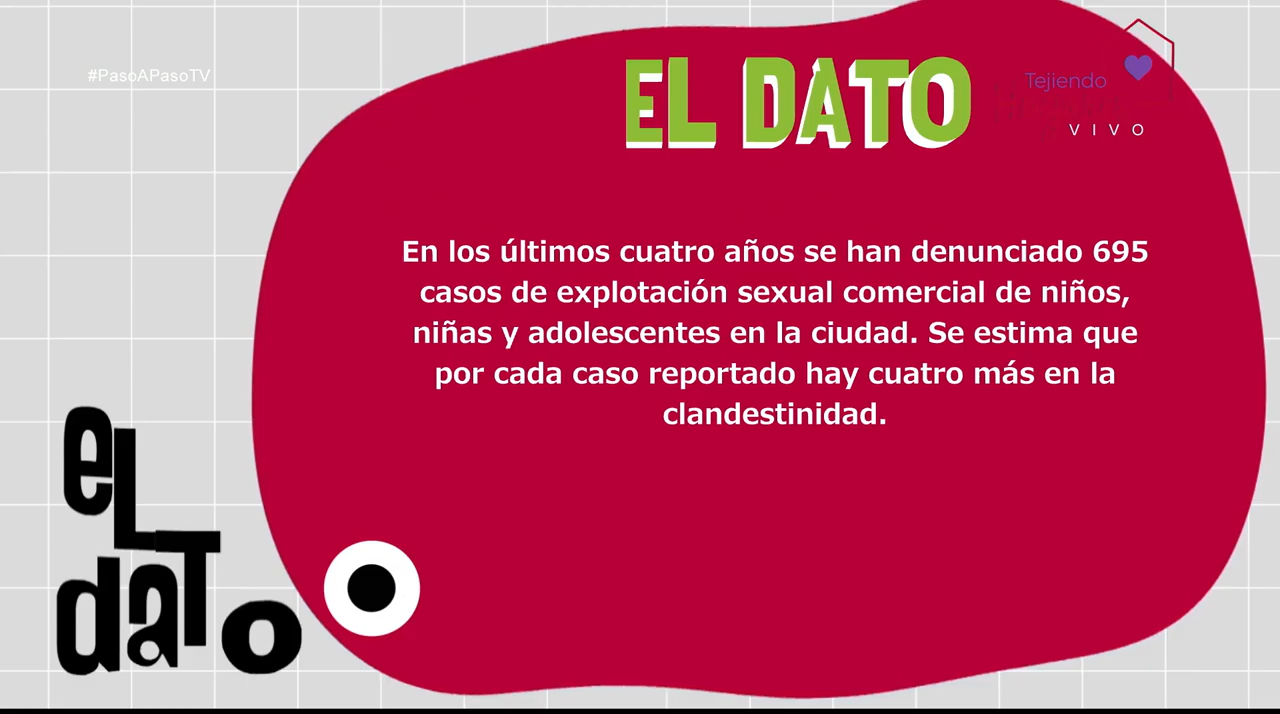 #PasoAPasoTV
EL DATO
Tejiendo
VIVO
En los últimos cuatro años se han denunciado 695
casos de explotación sexual comercial de niños,
niñas y adolescentes en la ciudad. Se estima que
por cada caso reportado hay cuatro más en la
clandestinidad.
eL
daTo